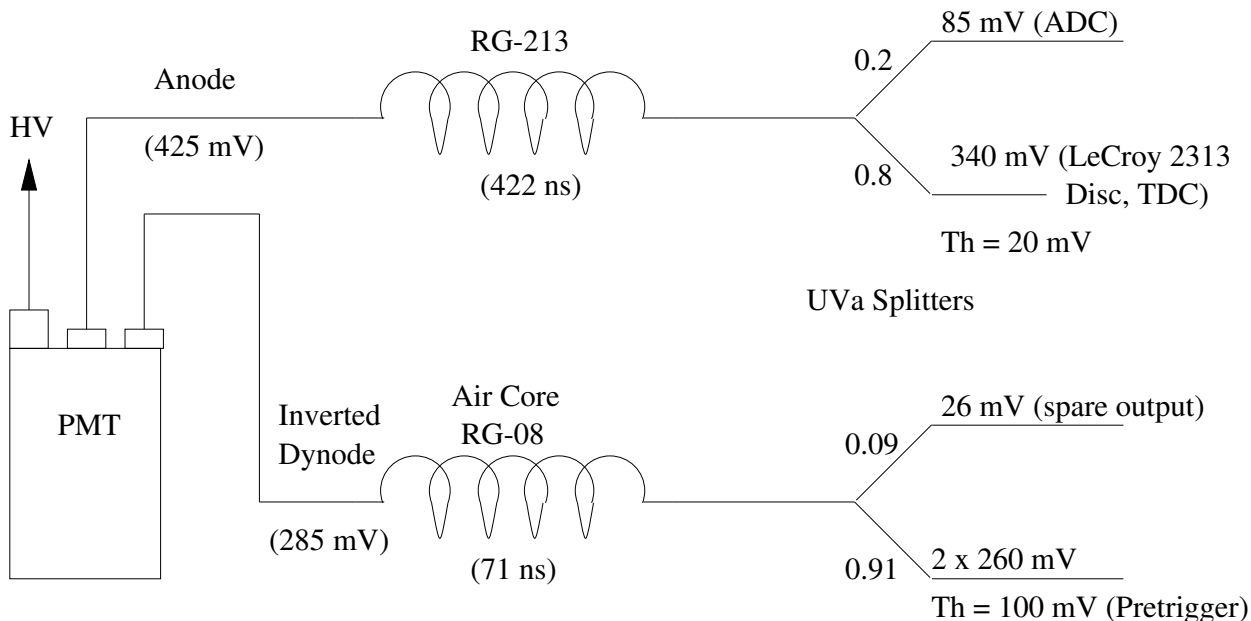 85 mV (ADC)
RG-213
0.2
Anode
HV
(425 mV)
340 mV (LeCroy 2313
0.8
(422 ns)
Disc, TDC)
Th = 20 mV
UVa Splitters
Air Core
RG-08
26 mV (spare output)
Inverted
Dynode
PMT
0.09
(285 mV)
(71 ns)
0.91
2 x 260 mV
Th = 100 mV (Pretrigger)